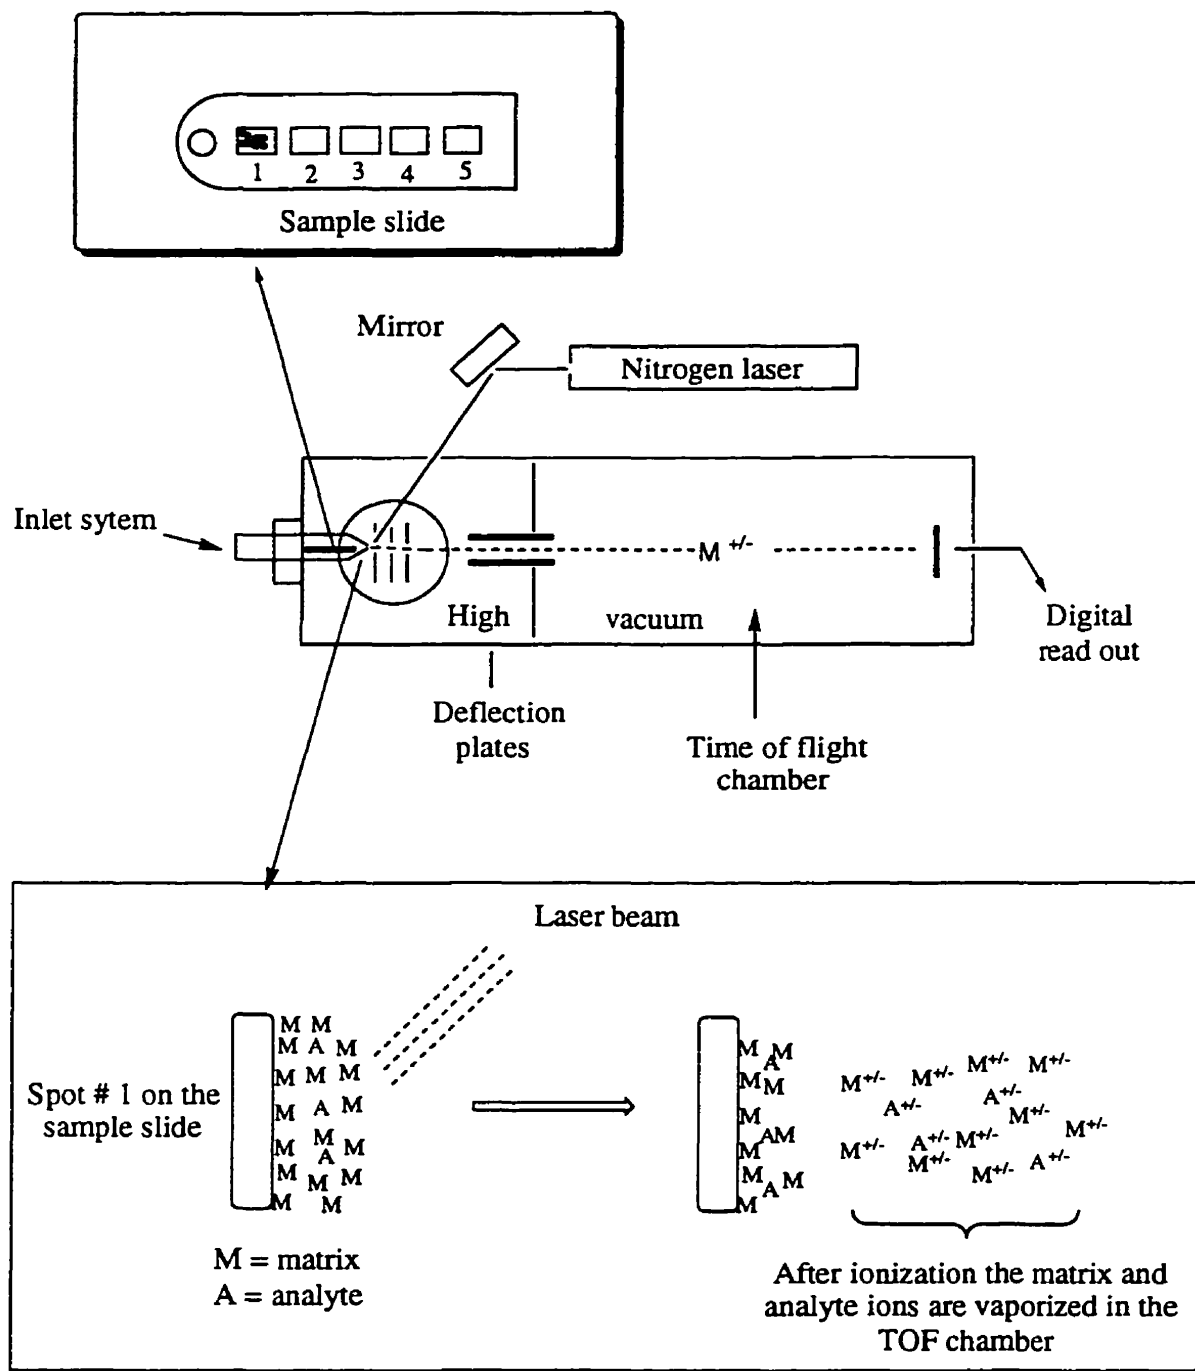 1 2 3 4 5
Sample slide
Mirror
Nitrogen laser
Inlet sytem
M +/-
High vacuum
Digital
read out
Deflection
plates
Time of flight
chamber
Laser beam
Spot # 1 on the
sample slide
M M
M A M
M M M
M A M
M
M M
A
M M M
M M
M M
A
M M
M
A M
M
M M
A
M
M+/- M+/- M+/- M+/-
A+/- A+/- M+/-
M+/- A+/- M+/- M+/-
M+/- M+/- A+/-
M = matrix
A = analyte
After ionization the matrix and
analyte ions are vaporized in the
TOF chamber